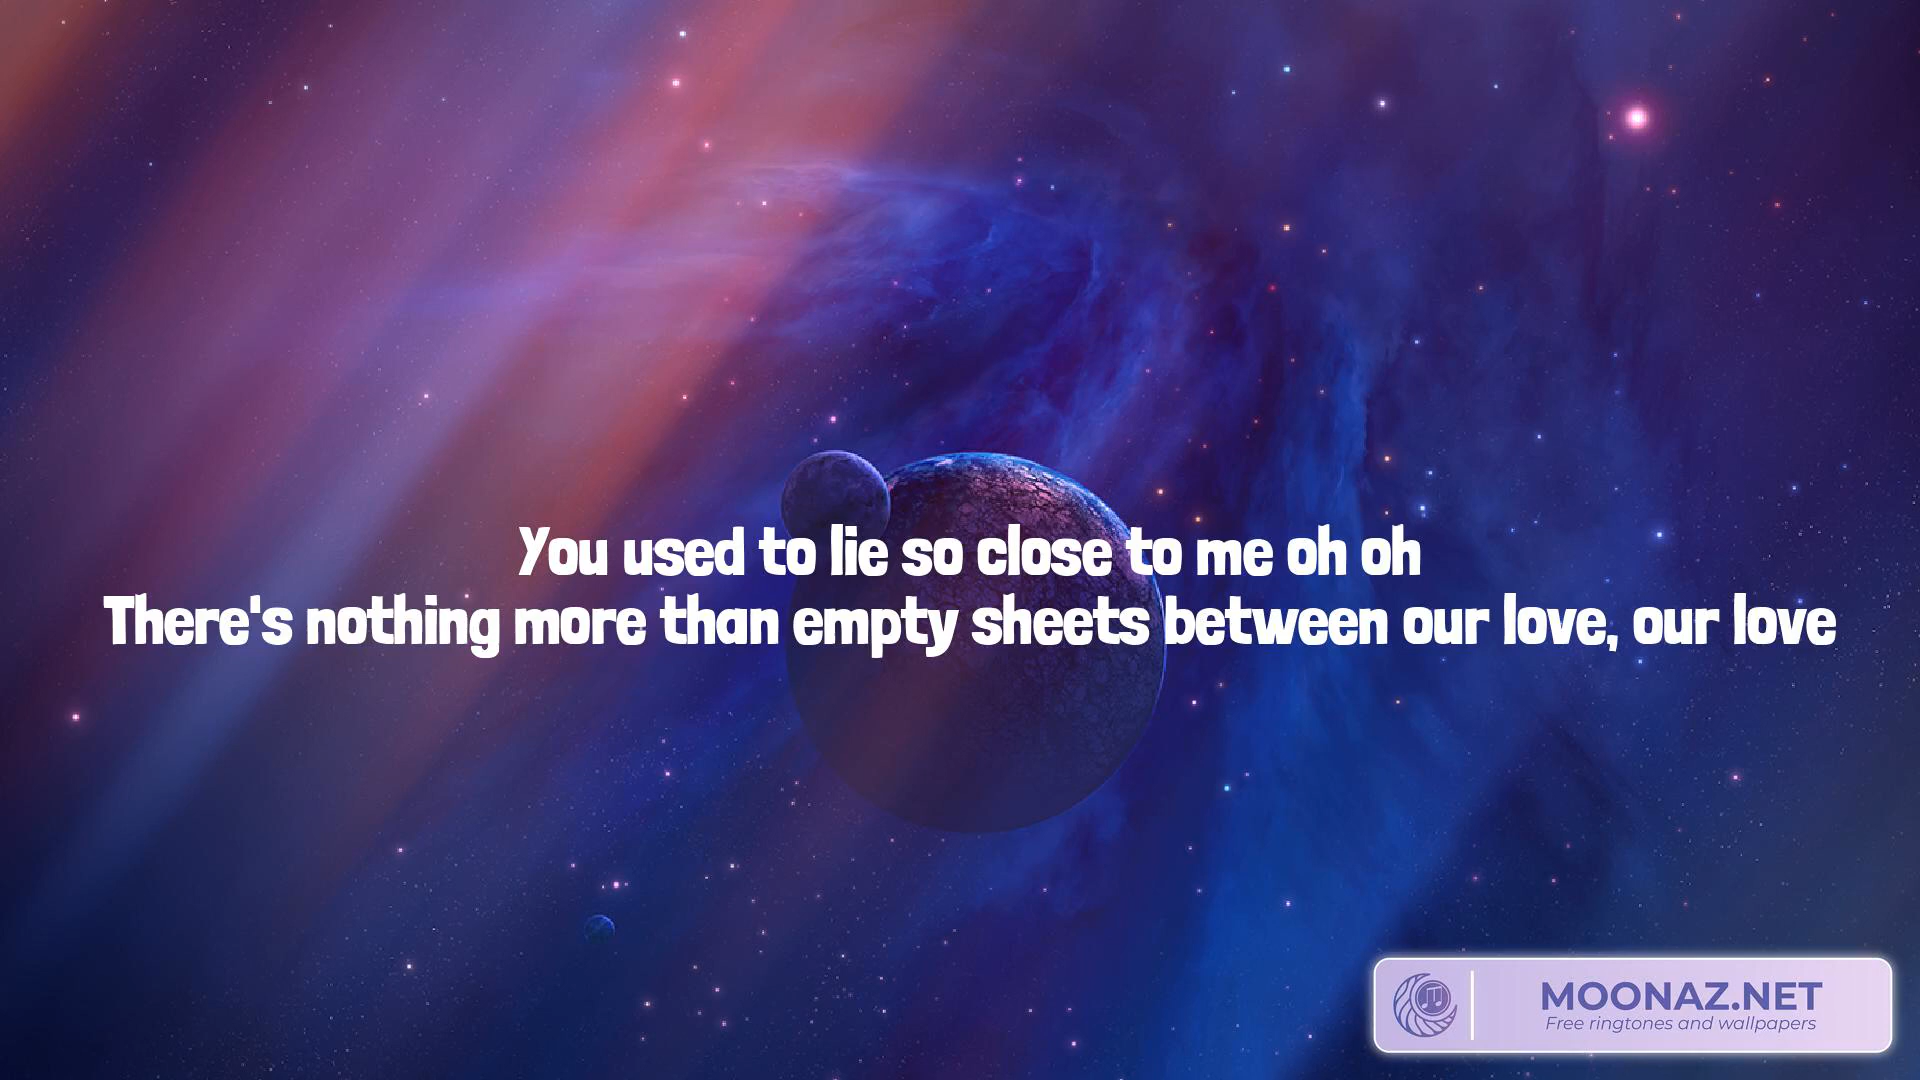 You used to lie so close to me oh oh
There's nothing more than empty sheets between our love, our love
MOONAZ.NET
Free ringtones and wallpapers